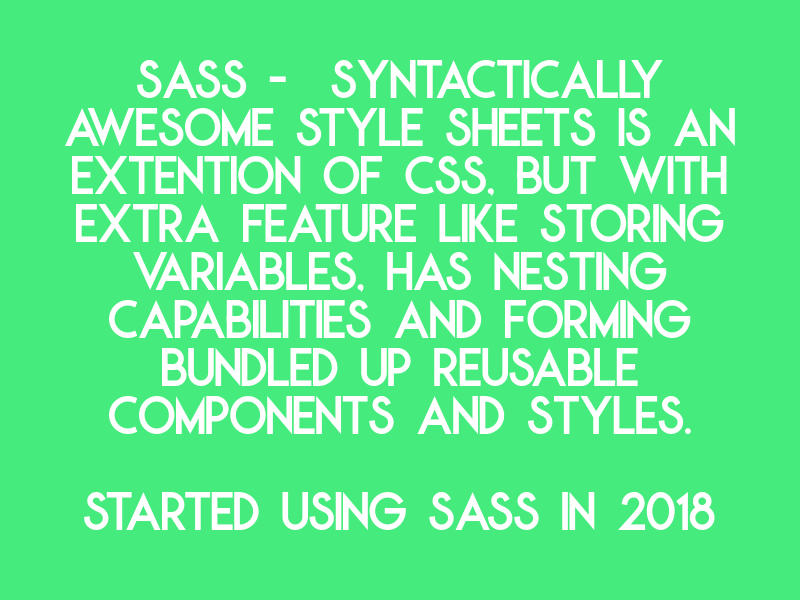 SASS - SYNTACTICALLY
AWESOME STYLE SHEETS IS AN
EXTENTION OF CSS, BUT WITH
EXTRA FEATURE LIKE STORING
VARIABLES, HAS NESTING
CAPABILITIES AND FORMING
BUNDLED UP REUSABLE
COMPONENTS AND STYLES.
STARTED USING SASS IN 2018